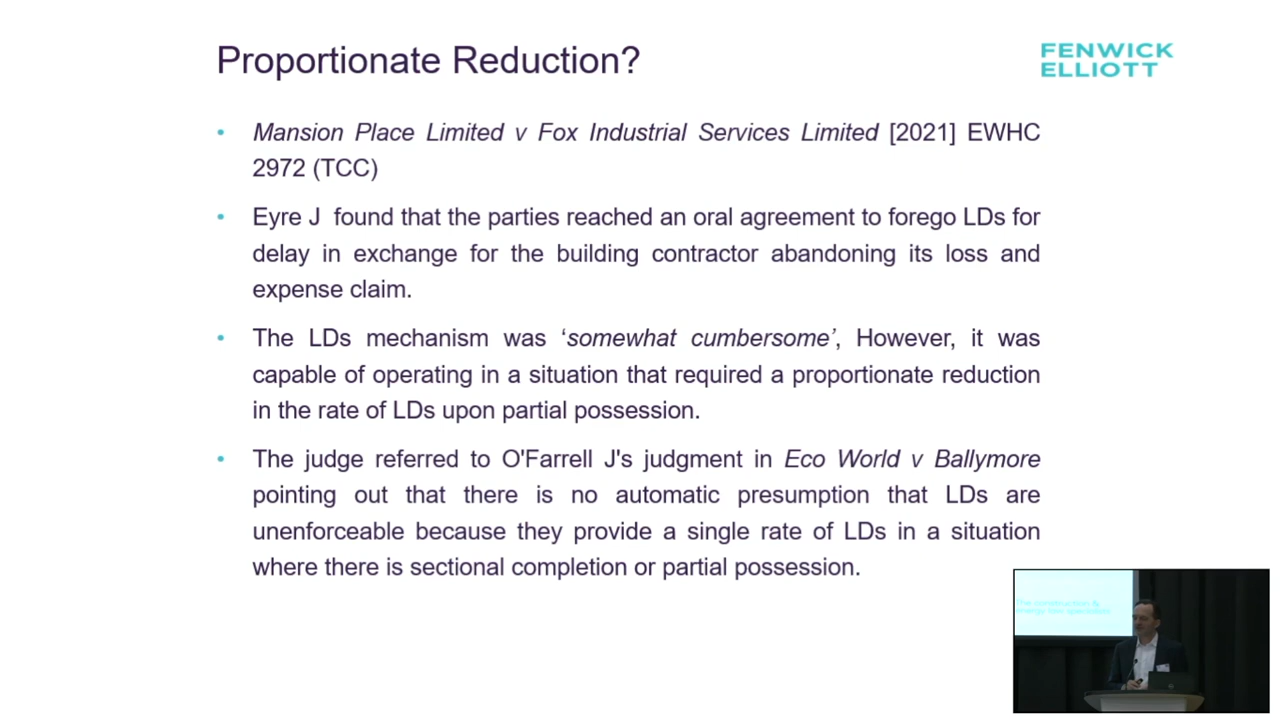 Proportionate Reduction?
FENWICK
ELLIOTT
• Mansion Place Limited v Fox Industrial Services Limited [2021] EWHC
2972 (TCC)
• Eyre J found that the parties reached an oral agreement to forego LDs for
delay in exchange for the building contractor abandoning its loss and
expense claim.
• The LDs mechanism was ‘somewhat cumbersome’, However, it was
capable of operating in a situation that required a proportionate reduction
in the rate of LDs upon partial possession.
• The judge referred to O'Farrell J's judgment in Eco World v Ballymore
pointing out that there is no automatic presumption that LDs are
unenforceable because they provide a single rate of LDs in a situation
where there is sectional completion or partial possession.
The construction &